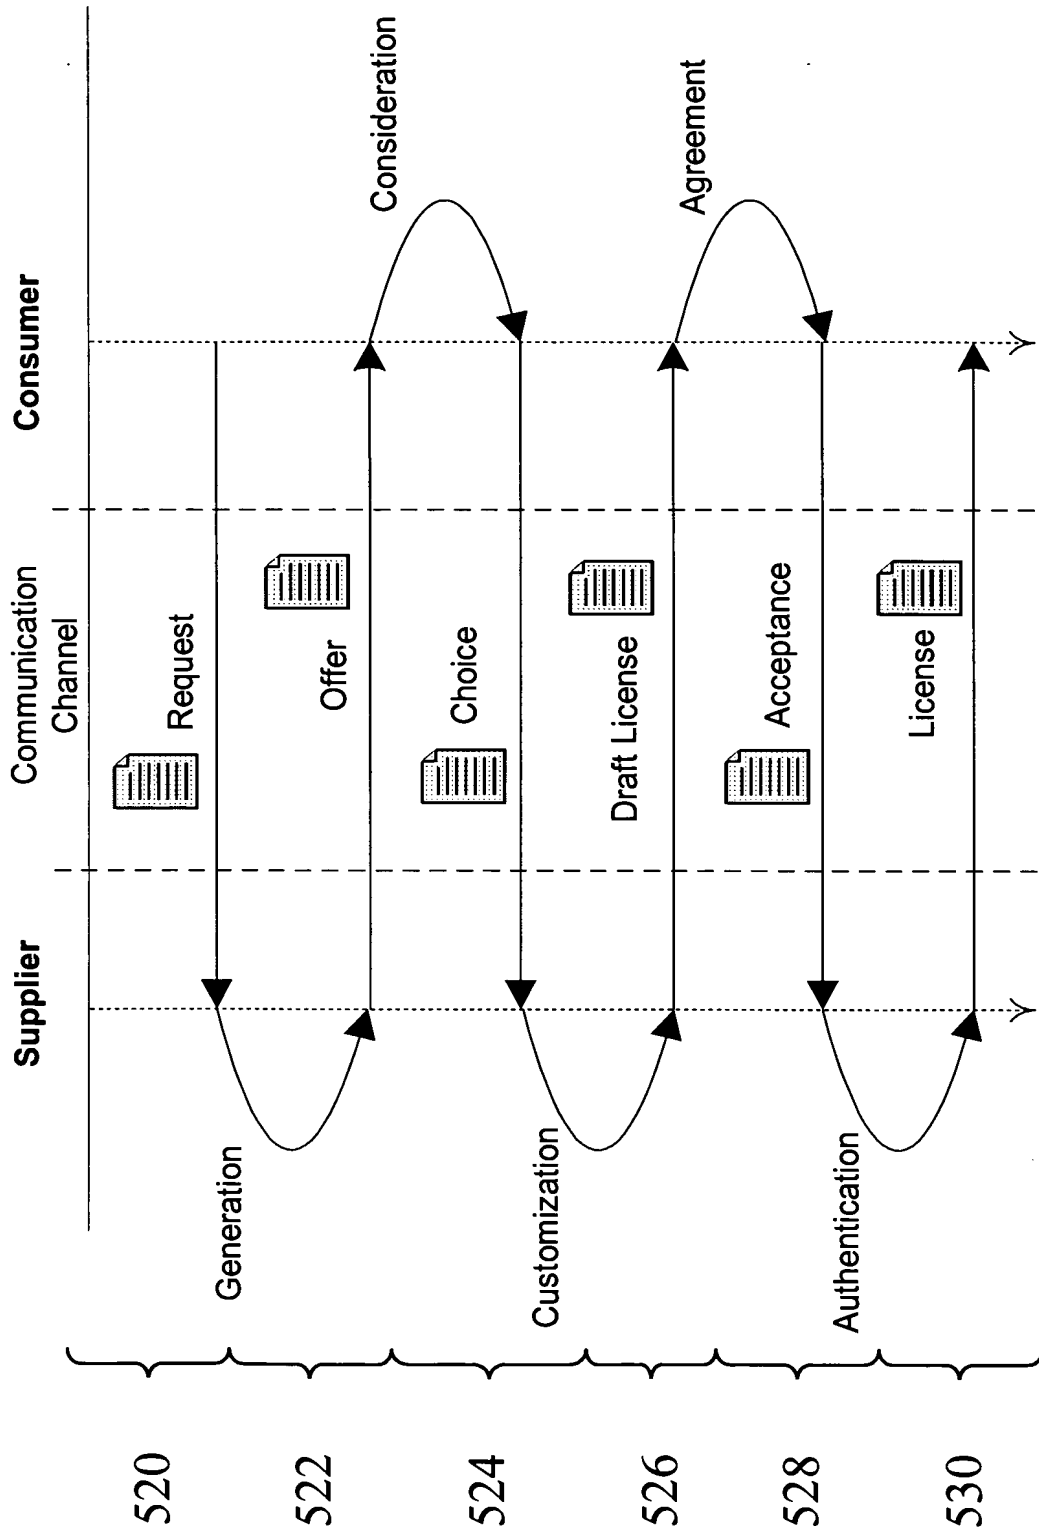 Supplier
Communication
Channel
Consumer
520
Request
Generation
522
Offer
Consideration
524
Choice
Customization
526
Draft License
Agreement
528
Acceptance
Authentication
530
License